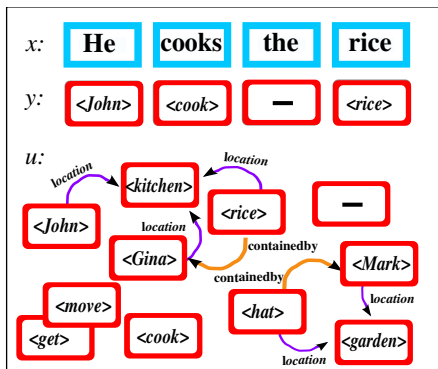 x: He cooks the rice
y: <John> <cook> – <rice>
u:
location
location
<kitchen>
<John>
<rice>
–
location
<Gina>
containedby
<Mark>
containedby
<move>
<hat>
location
<get>
<cook>
location
<garden>